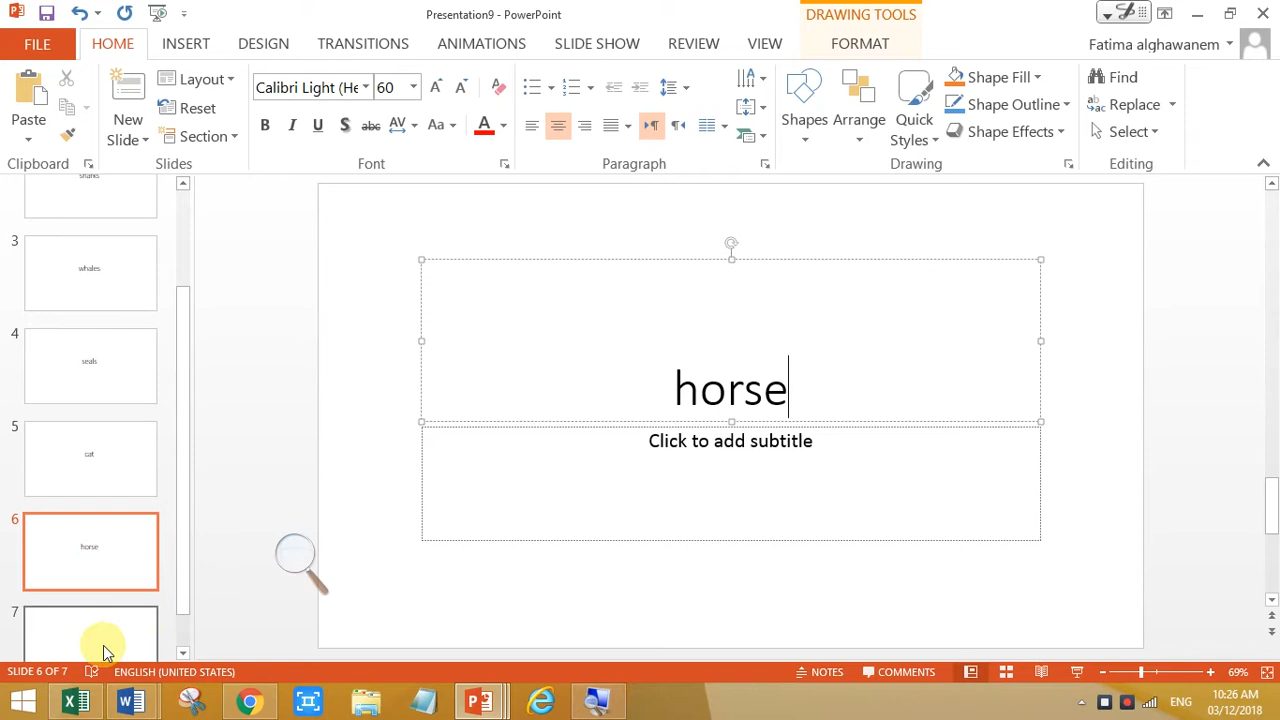 Presentation9 - PowerPoint
DRAWING TOOLS
FILE HOME INSERT DESIGN TRANSITIONS ANIMATIONS SLIDE SHOW REVIEW VIEW FORMAT
Fatima alghawanem
Paste
Clipboard
New Slide
Layout
Reset
Section
Slides
Calibri Light (He 60
B I U S abc AV Aa A
Font
Paragraph
Shapes
Arrange
Quick Styles
Shape Fill
Shape Outline
Shape Effects
Drawing
Find
Replace
Select
Editing
sharks
3
whales
4
seals
5
cat
6
horse
7
horse
Click to add subtitle
SLIDE 6 OF 7 ENGLISH (UNITED STATES) NOTES COMMENTS 69%
ENG
10:26 AM
03/12/2018